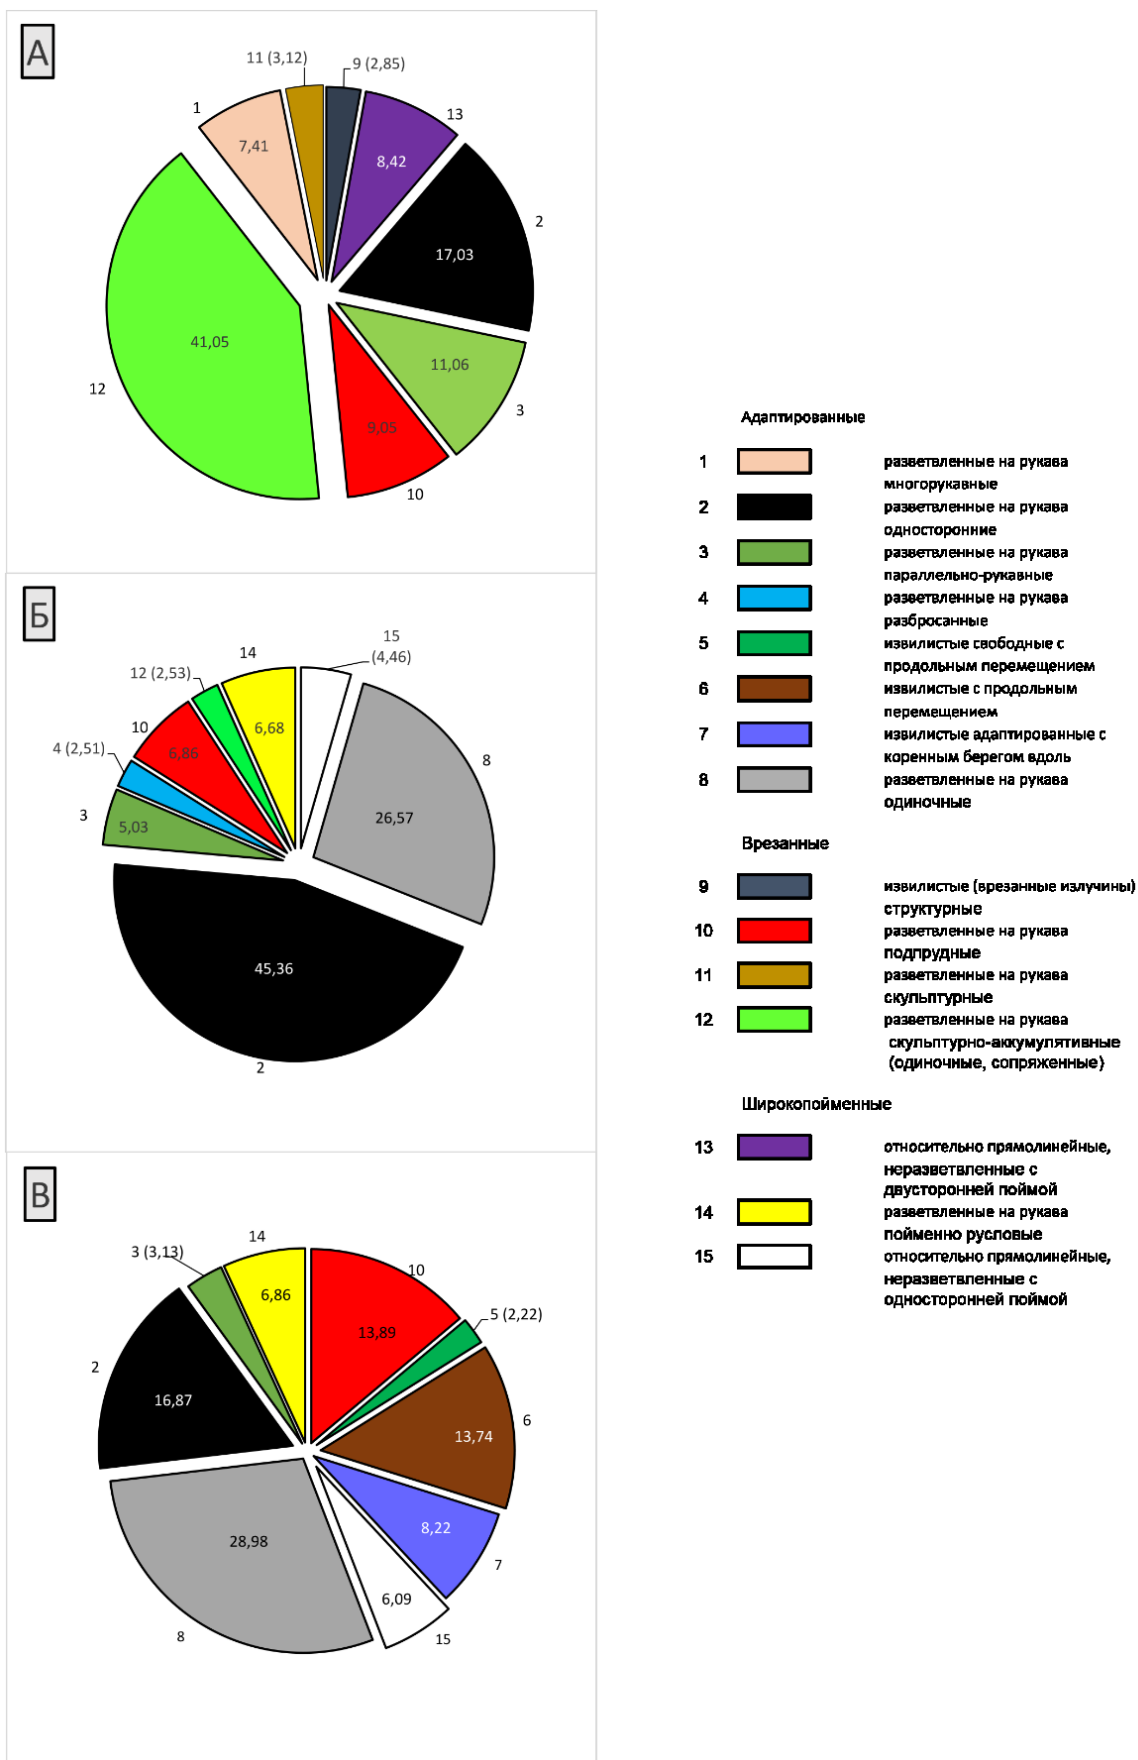 А
11 (3,12)
9 (2,85)
1
13
7,41
8,42
2
17,03
41,05
11,06
12
3
9,05
10
Б
15
(4,46)
14
12 (2,53)
10
6,68
8
4 (2,51)
6,86
3
5,03
26,57
45,36
2
В
14
3 (3,13)
10
6,86
5 (2,22)
13,89
2
16,87
6
13,74
8,22
28,98
7
6,09
8
15
Адаптированные
1 разветвленные на рукава
многорукавные
2 разветвленные на рукава
односторонние
3 разветвленные на рукава
параллельно-рукавные
4 разветвленные на рукава
разбросанные
5 извилистые свободные с
продольным перемещением
6 извилистые с продольным
перемещением
7 извилистые адаптированные с
коренным берегом вдоль
8 разветвленные на рукава
одиночные
Врезанные
9 извилистые (врезанные излучины)
структурные
10 разветвленные на рукава
подпрудные
11 разветвленные на рукава
скульптурные
12 разветвленные на рукава
скульптурно-аккумулятивные
(одиночные, сопряженные)
Широкопойменные
13 относительно прямолинейные,
неразветвленные с
двусторонней поймой
14 разветвленные на рукава
пойменно русловые
15 относительно прямолинейные,
неразветвленные с
односторонней поймой